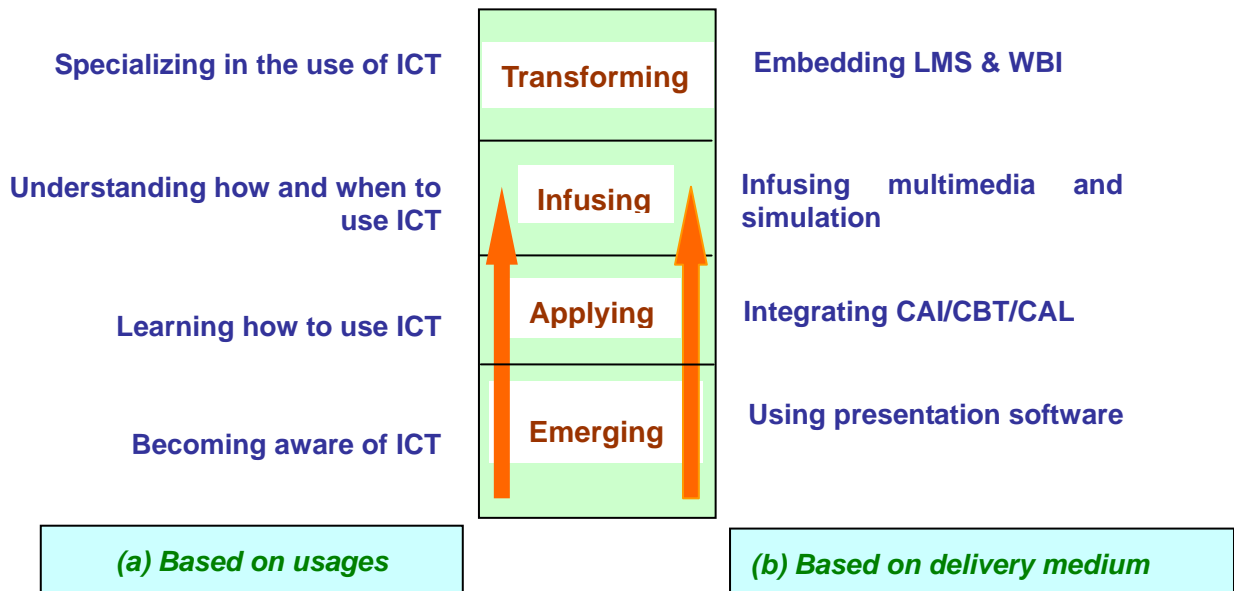 Specializing in the use of ICT
Transforming
Embedding LMS & WBI
Understanding how and when to
use ICT
Infusing
Infusing multimedia and
simulation
Learning how to use ICT
Applying
Integrating CAI/CBT/CAL
Becoming aware of ICT
Emerging
Using presentation software
(a) Based on usages
(b) Based on delivery medium